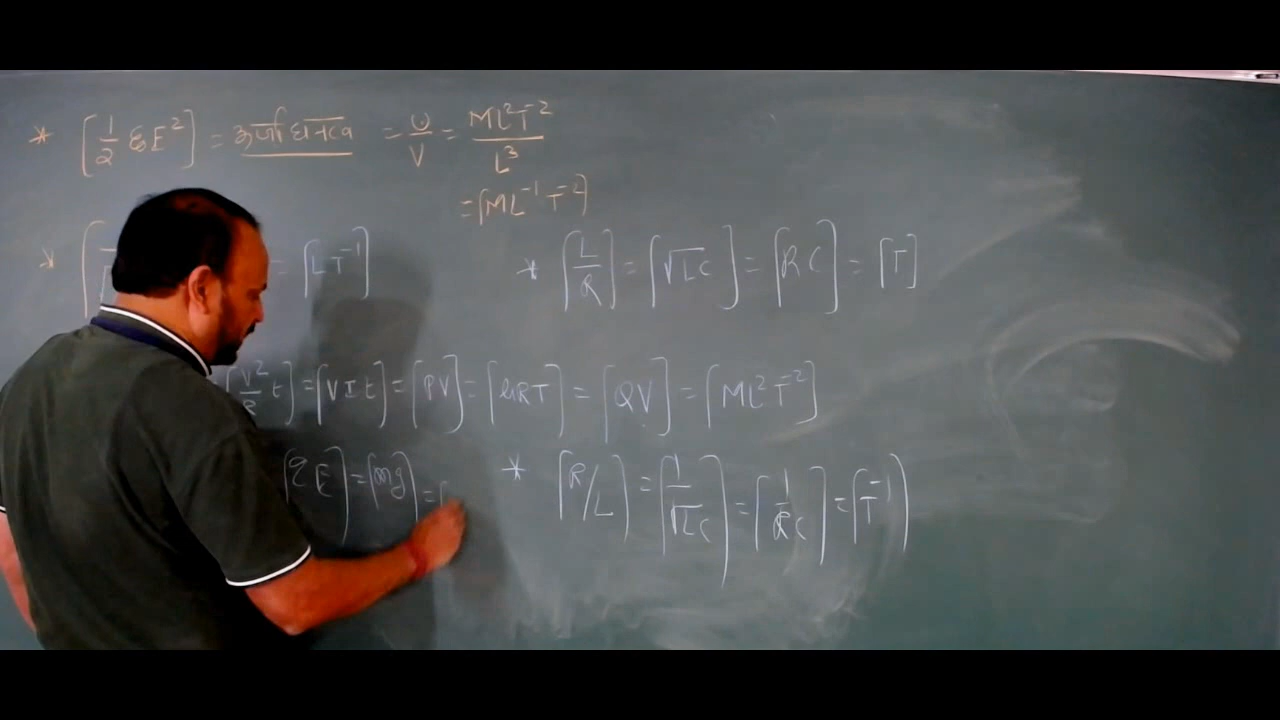 * [1/2 ε₀E²] = ऊर्जा घनत्व = U/V = ML²T⁻²/L³
= [ML⁻¹T⁻²]
* = [LT⁻¹]
* [L/R] = [√LC] = [RC] = [T]
[V²/R t] = [VIt] = [PV] = [nRT] = [QV] = [ML²T⁻²]
[qE] = [mg] = [
* [R/L] = [1/√LC] = [1/RC] = [T⁻¹]